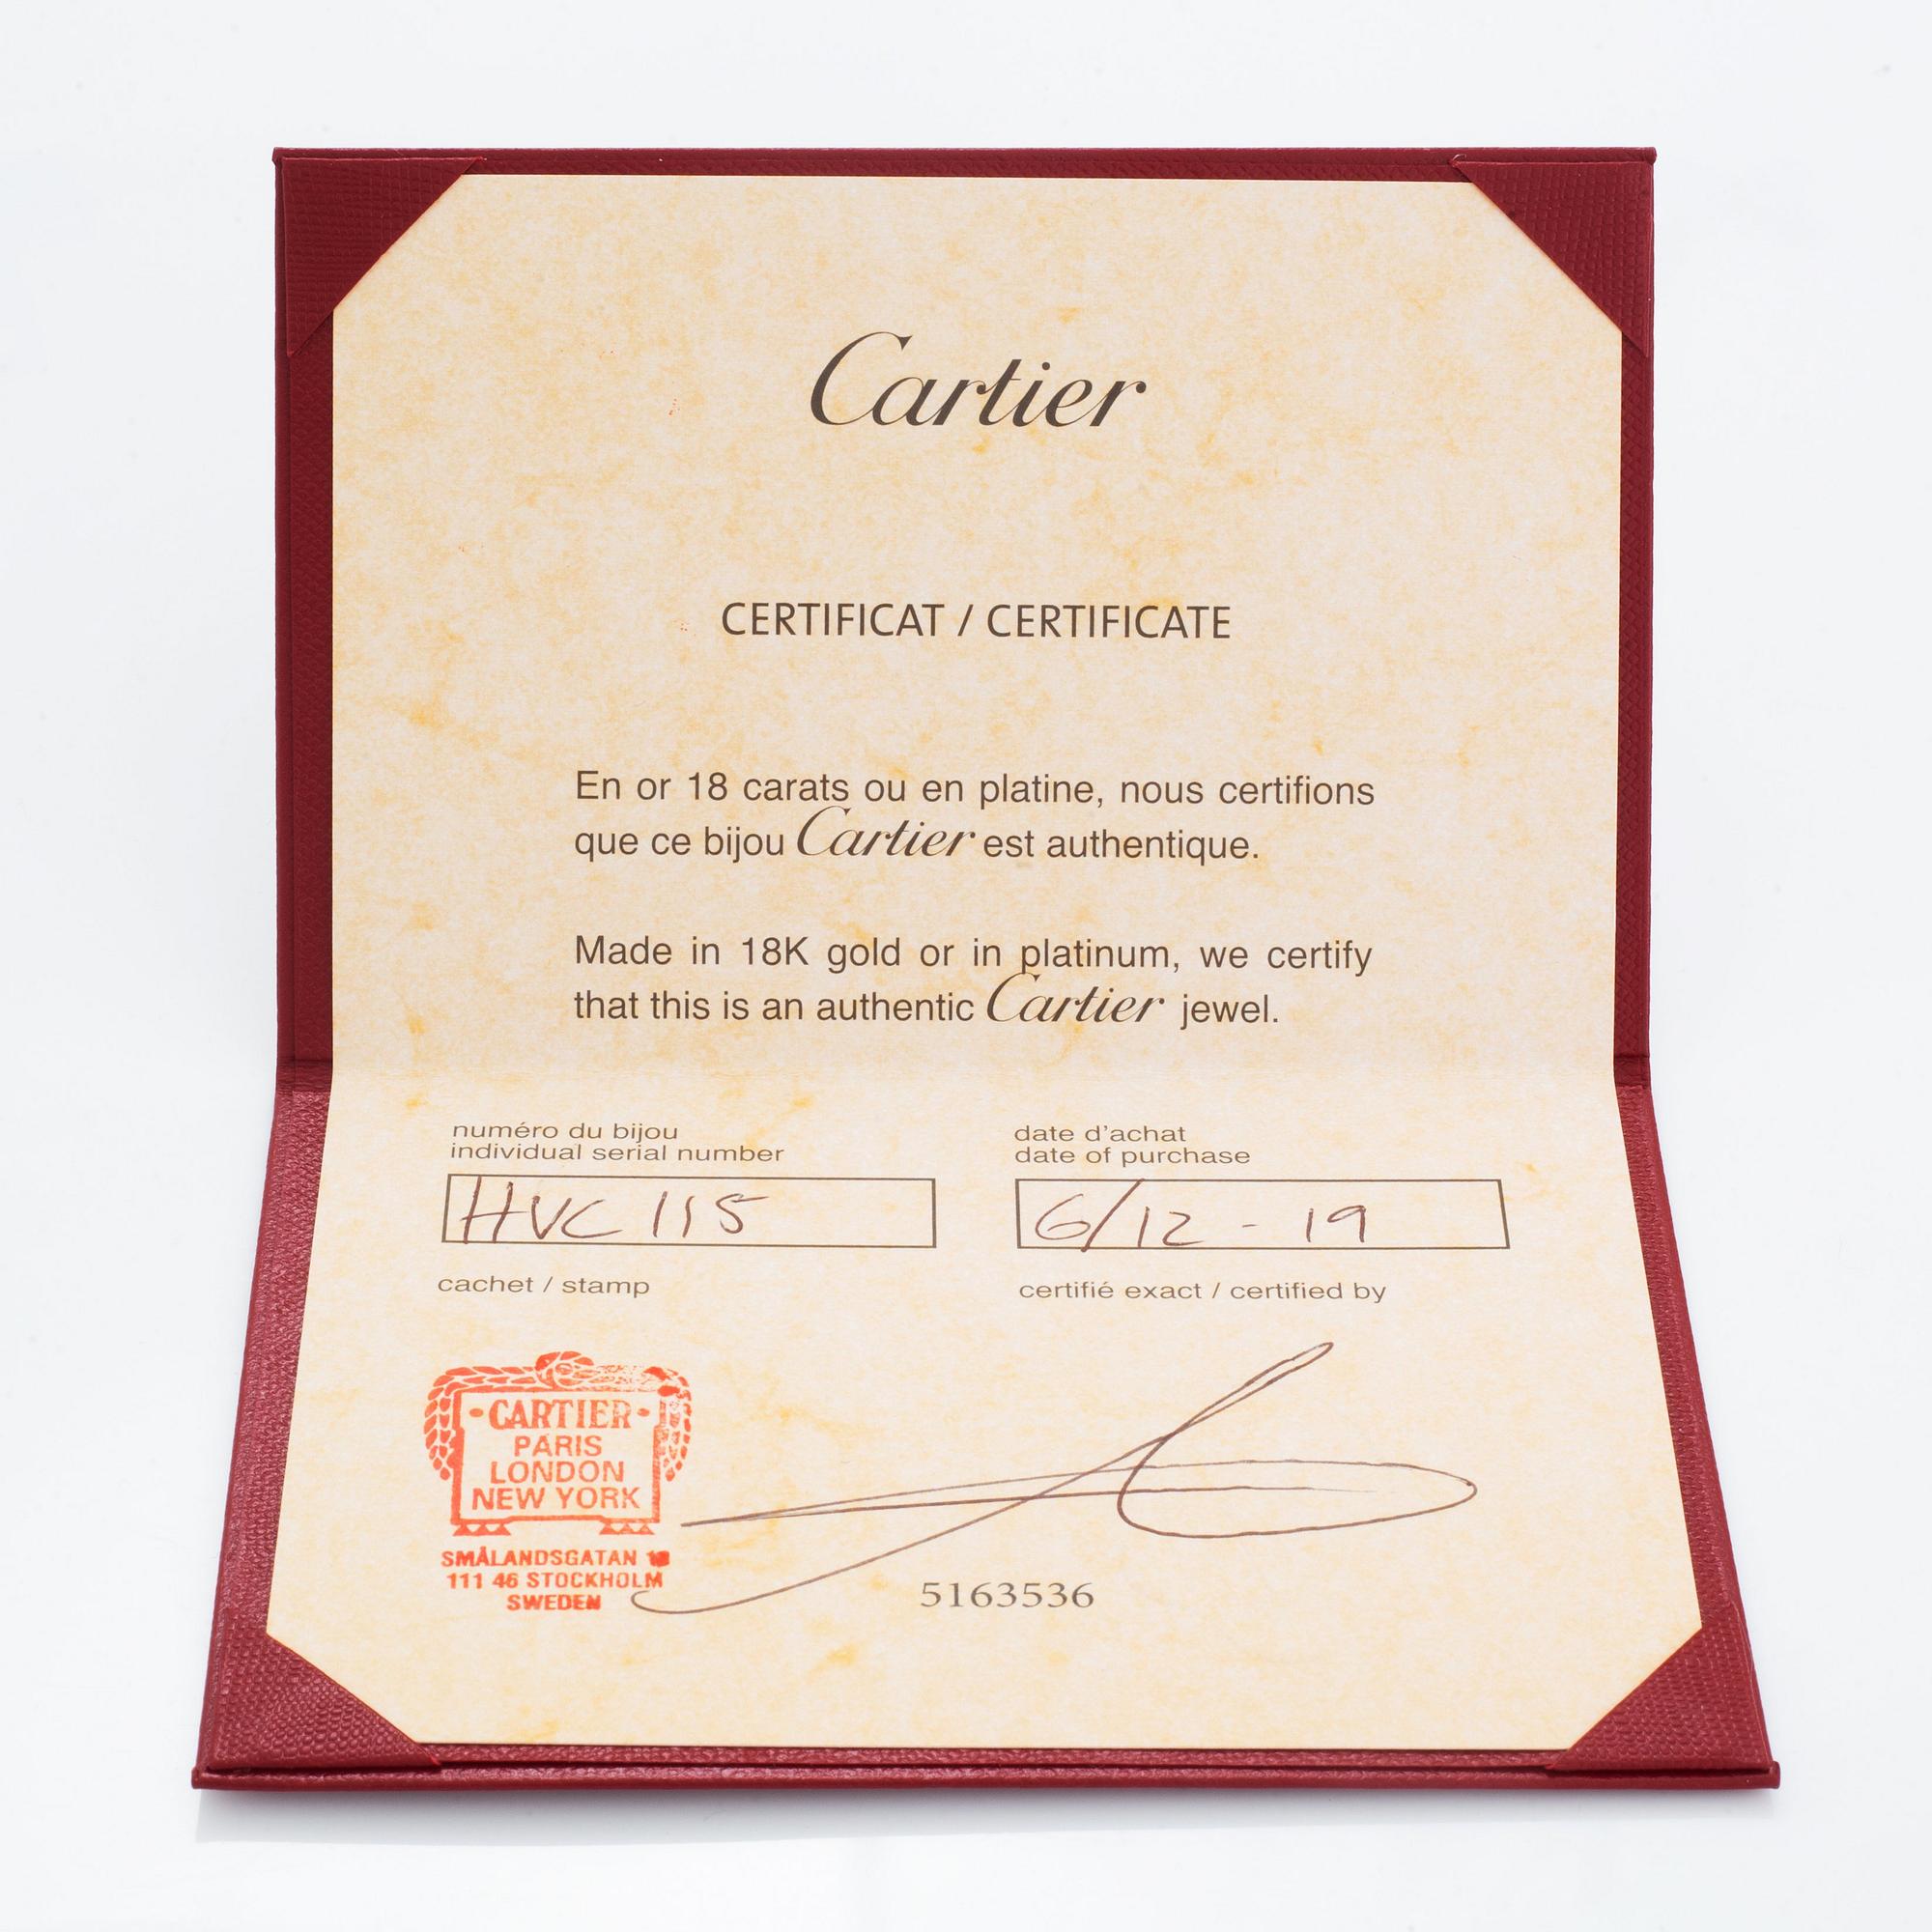 Cartier
CERTIFICAT / CERTIFICATE
En or 18 carats ou en platine, nous certifions
que ce bijou Cartier est authentique.
Made in 18K gold or in platinum, we certify
that this is an authentic Cartier jewel.
numéro du bijou
individual serial number
HVC 115
date d'achat
date of purchase
6/12 - 19
cachet / stamp
certifié exact / certified by
CARTIER
PARIS
LONDON
NEW YORK
SMÅLANDSGATAN
111 46 STOCKHOLM
SWEDEN
5163536